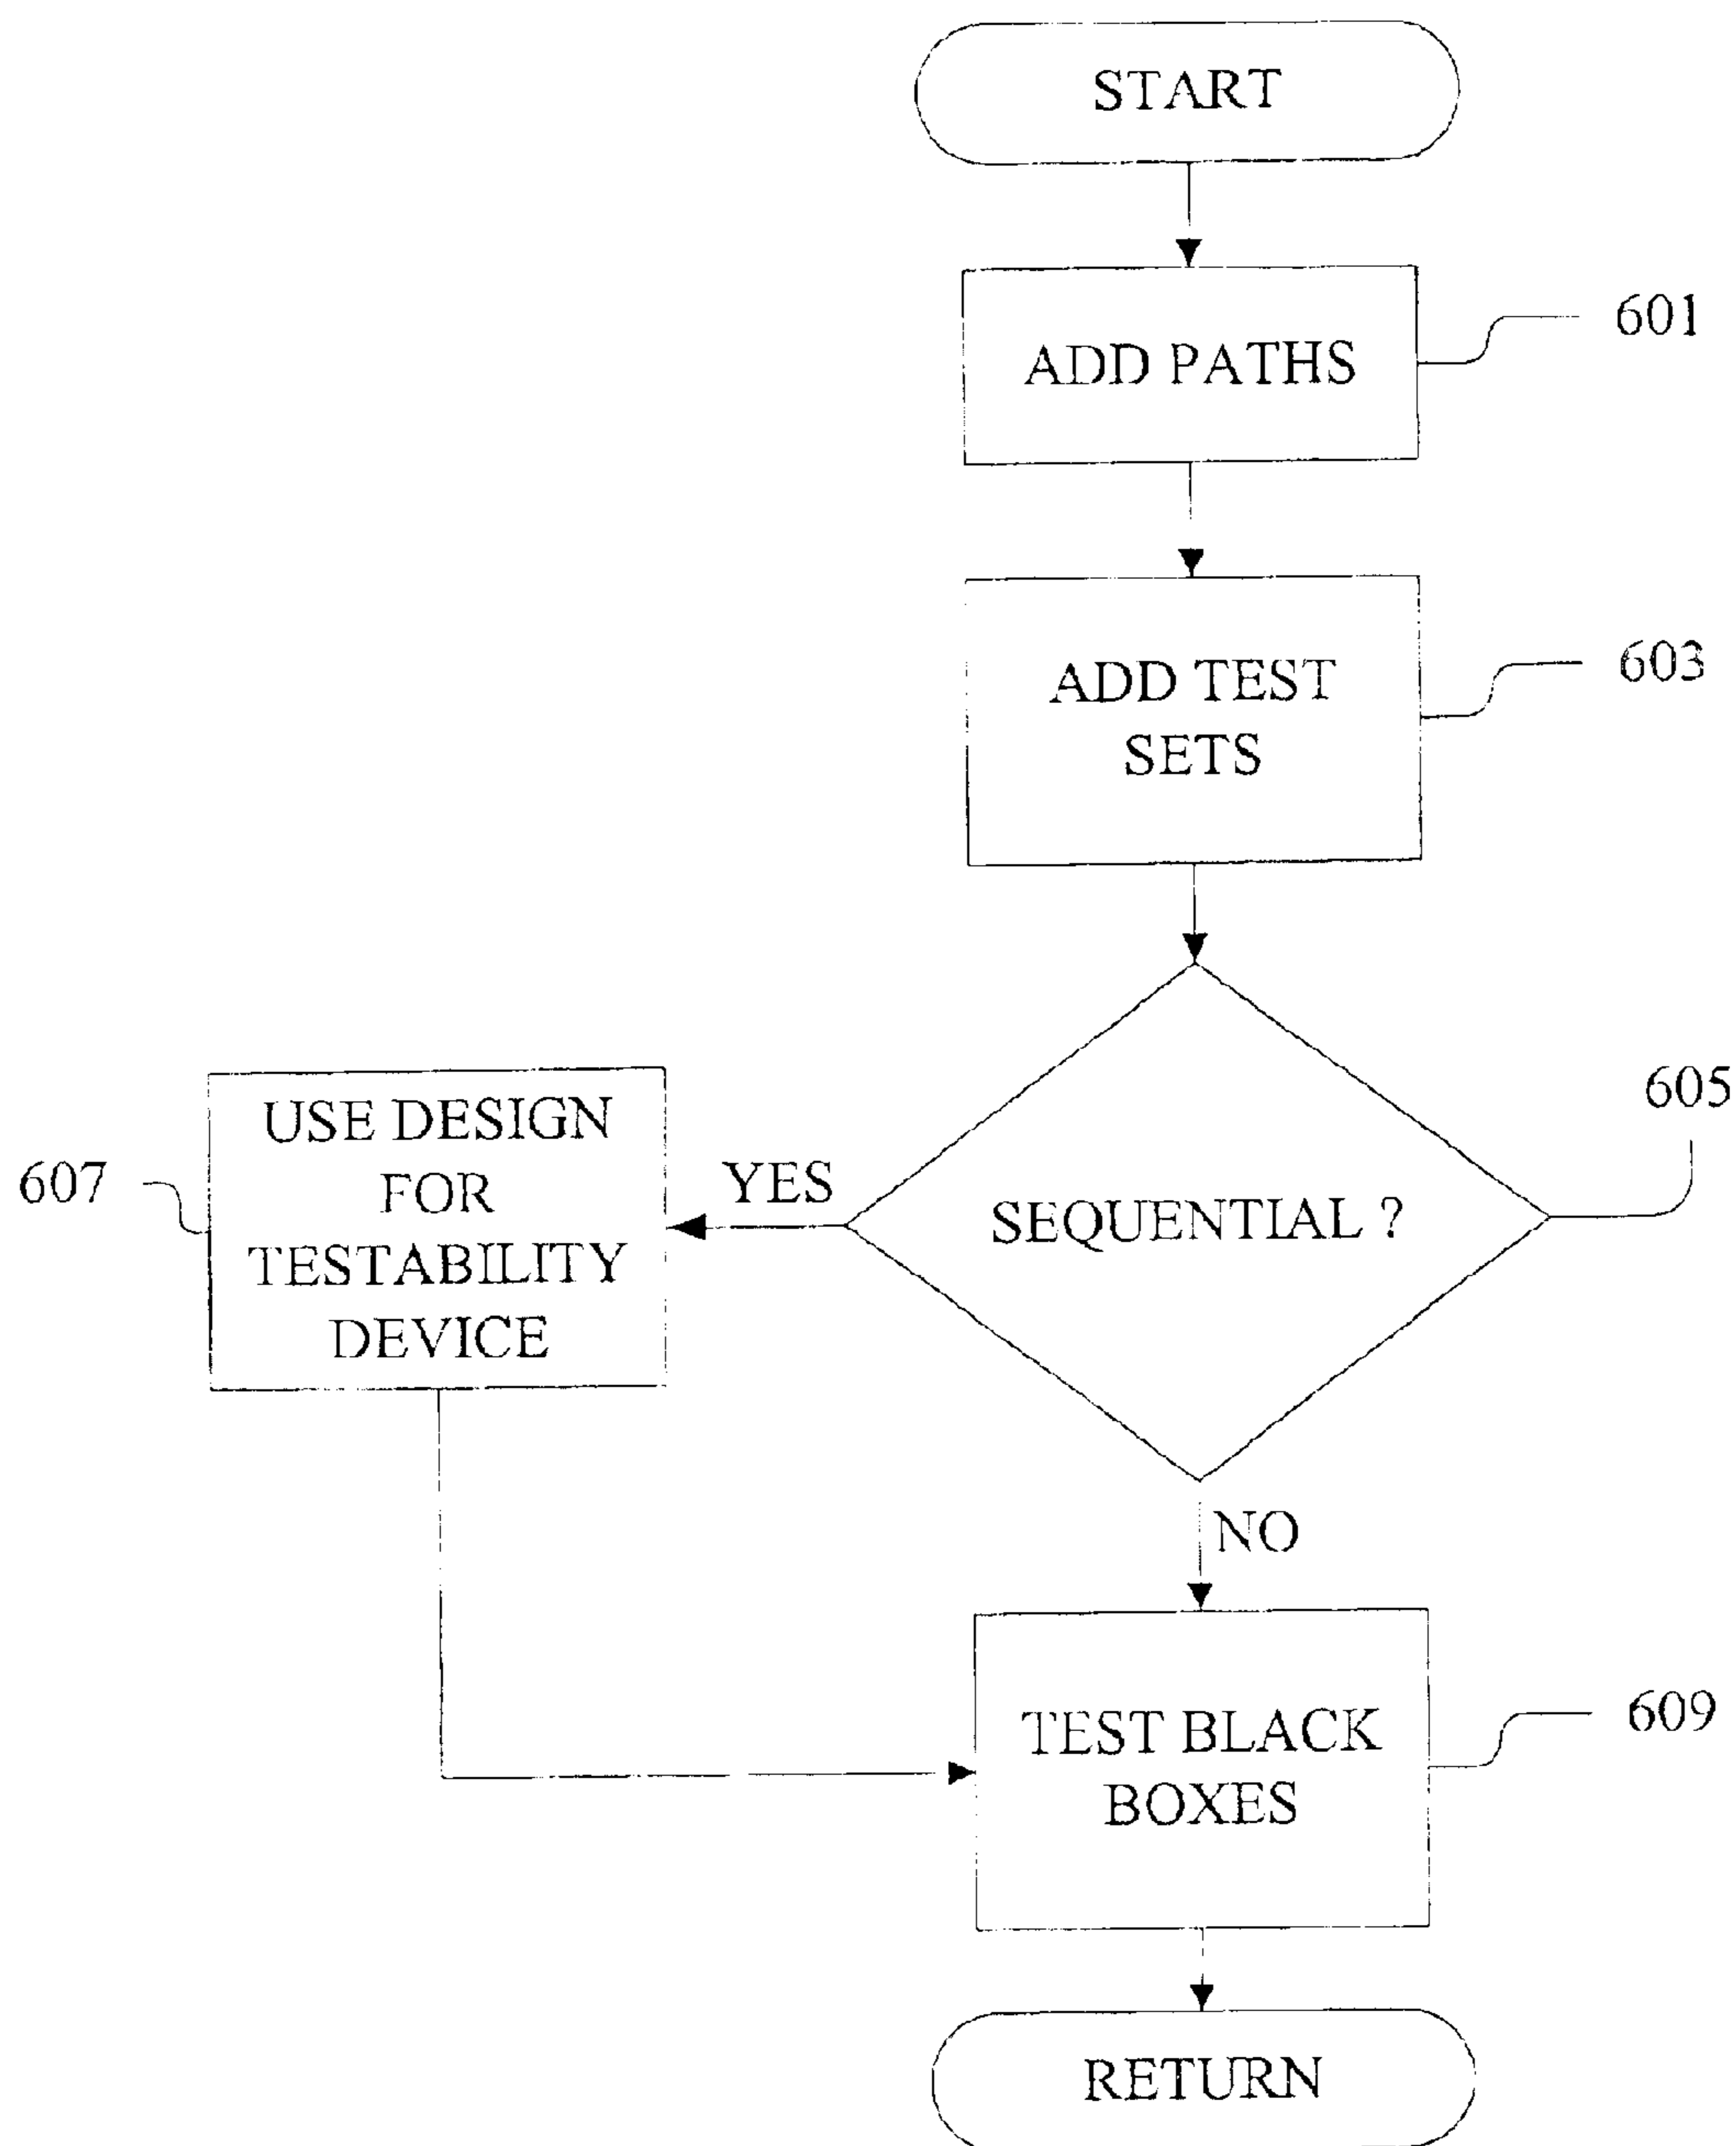 START
ADD PATHS
601
ADD TEST
SETS
603
SEQUENTIAL ?
605
YES
USE DESIGN
FOR
TESTABILITY
DEVICE
607
NO
TEST BLACK
BOXES
609
RETURN